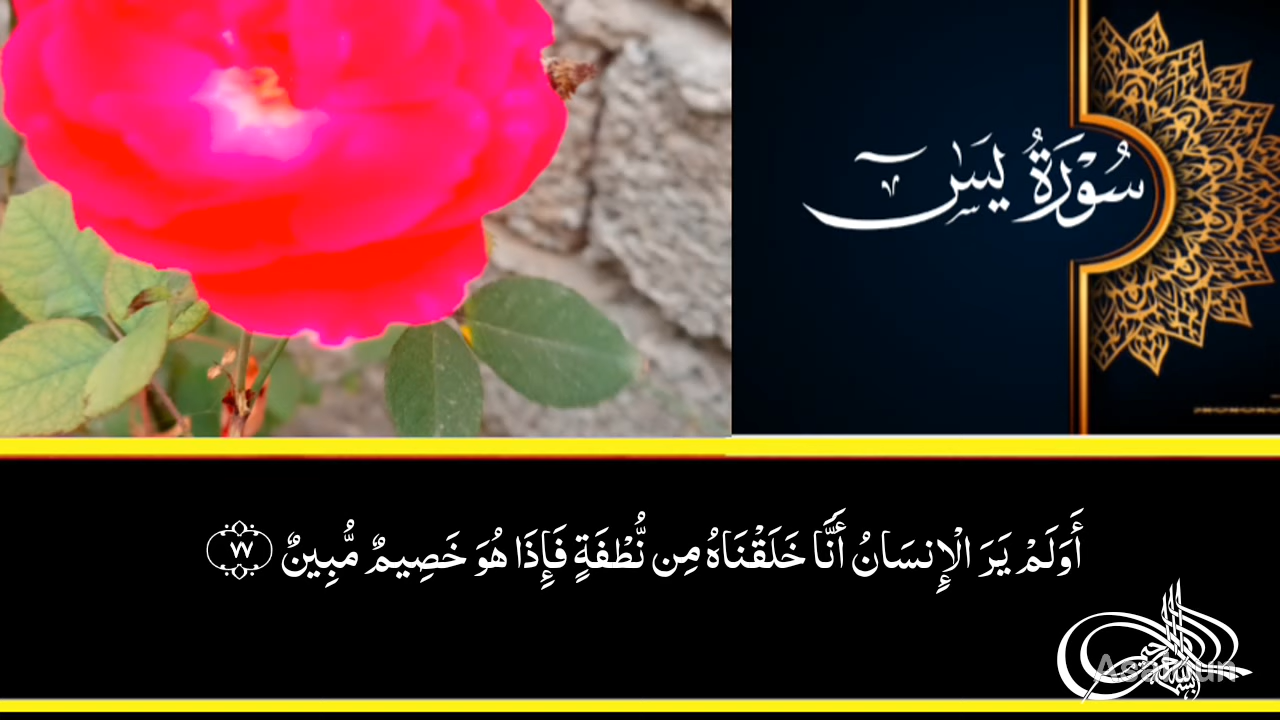 سُورَةُ يسٓ
أَوَلَمْ يَرَ الْإِنسَانُ أَنَّا خَلَقْنَاهُ مِن نُّطْفَةٍ فَإِذَا هُوَ خَصِيمٌ مُّبِينٌ ٧٧